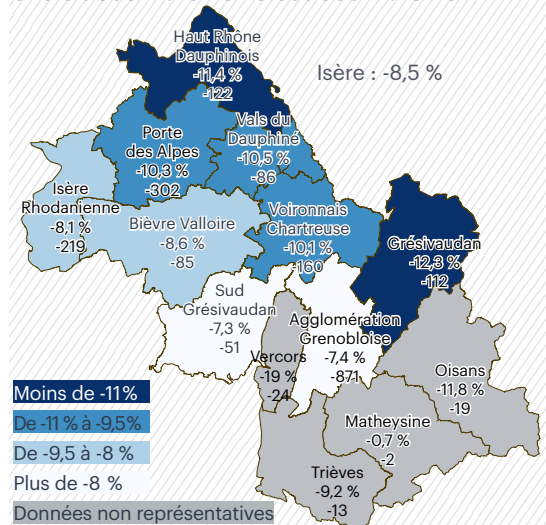 Haut Rhône
Dauphinois
-11,4 %
-122
Isère : -8,5 %
Vals du
Dauphiné
-10,5 %
-86
Porte
des Alpes
-10,3 %
-302
Isère
Rhodanienne
-8,1 %
-219
Bièvre Valloire
-8,6 %
-85
Voironnais
Chartreuse
-10,1 %
-160
Grésivaudan
-12,3 %
-112
Sud
Grésivaudan
-7,3 %
-51
Agglomération
Grenobloise
-7,4 %
-871
Vercors
-19 %
-24
Oisans
-11,8 %
-19
Matheysine
-0,7 %
-2
Trièves
-9,2 %
-13
Moins de -11%
De -11 % à -9,5%
De -9,5 à -8 %
Plus de -8 %
Données non représentatives